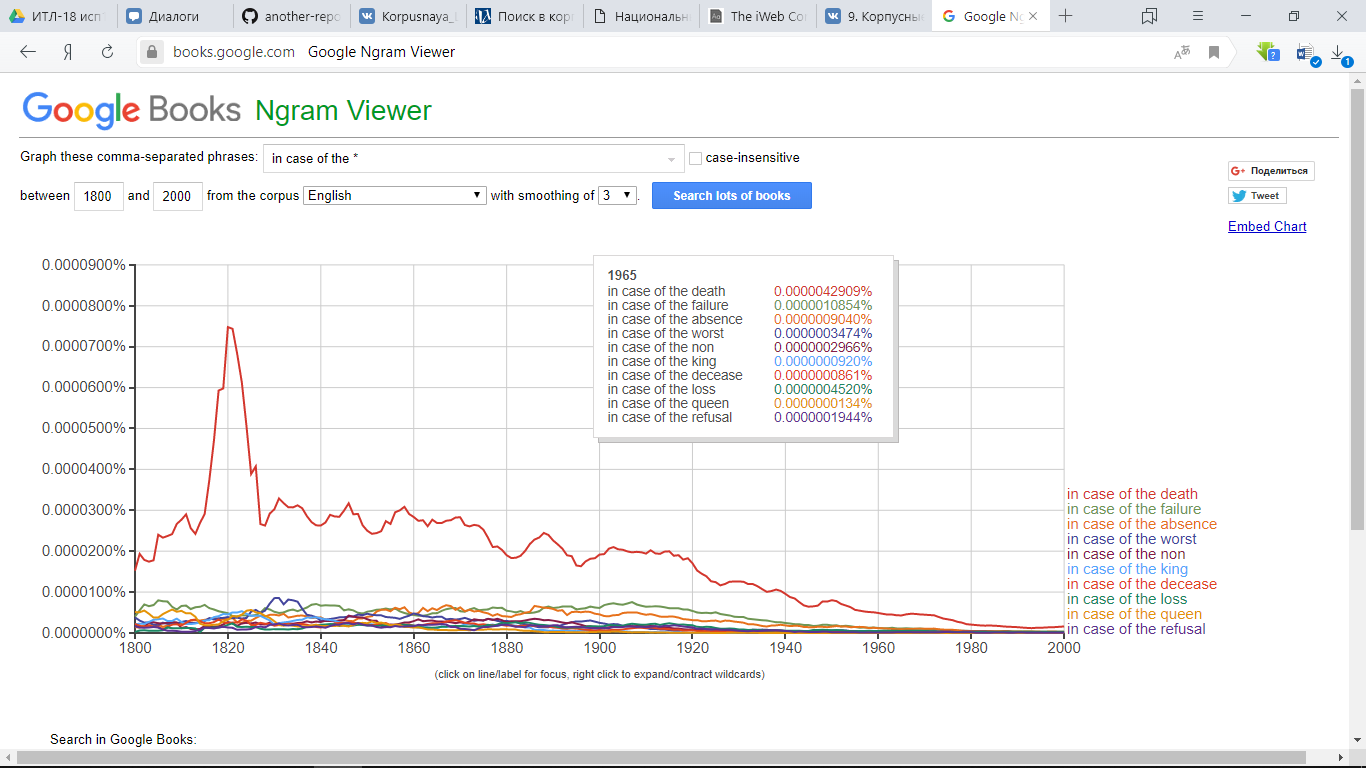 ИТЛ-18 исп
Диалоги
another-repo
Korpusnaya_L
Поиск в корп
Националь
The iWeb Co
9. Корпусны
Google Ng
books.google.com Google Ngram Viewer
Google Books Ngram Viewer
Graph these comma-separated phrases: in case of the * case-insensitive
between 1800 and 2000 from the corpus English with smoothing of 3 . Search lots of books
Поделиться
Tweet
Embed Chart
0.0000900%
0.0000800%
0.0000700%
0.0000600%
0.0000500%
0.0000400%
0.0000300%
0.0000200%
0.0000100%
0.0000000%
1965
in case of the death 0.0000042909%
in case of the failure 0.0000010854%
in case of the absence 0.0000009040%
in case of the worst 0.0000003474%
in case of the non 0.0000002966%
in case of the king 0.0000000920%
in case of the decease 0.0000000861%
in case of the loss 0.0000004520%
in case of the queen 0.0000000134%
in case of the refusal 0.0000001944%
in case of the death
in case of the failure
in case of the absence
in case of the worst
in case of the non
in case of the king
in case of the decease
in case of the loss
in case of the queen
in case of the refusal
1800 1820 1840 1860 1880 1900 1920 1940 1960 1980 2000
(click on line/label for focus, right click to expand/contract wildcards)
Search in Google Books: